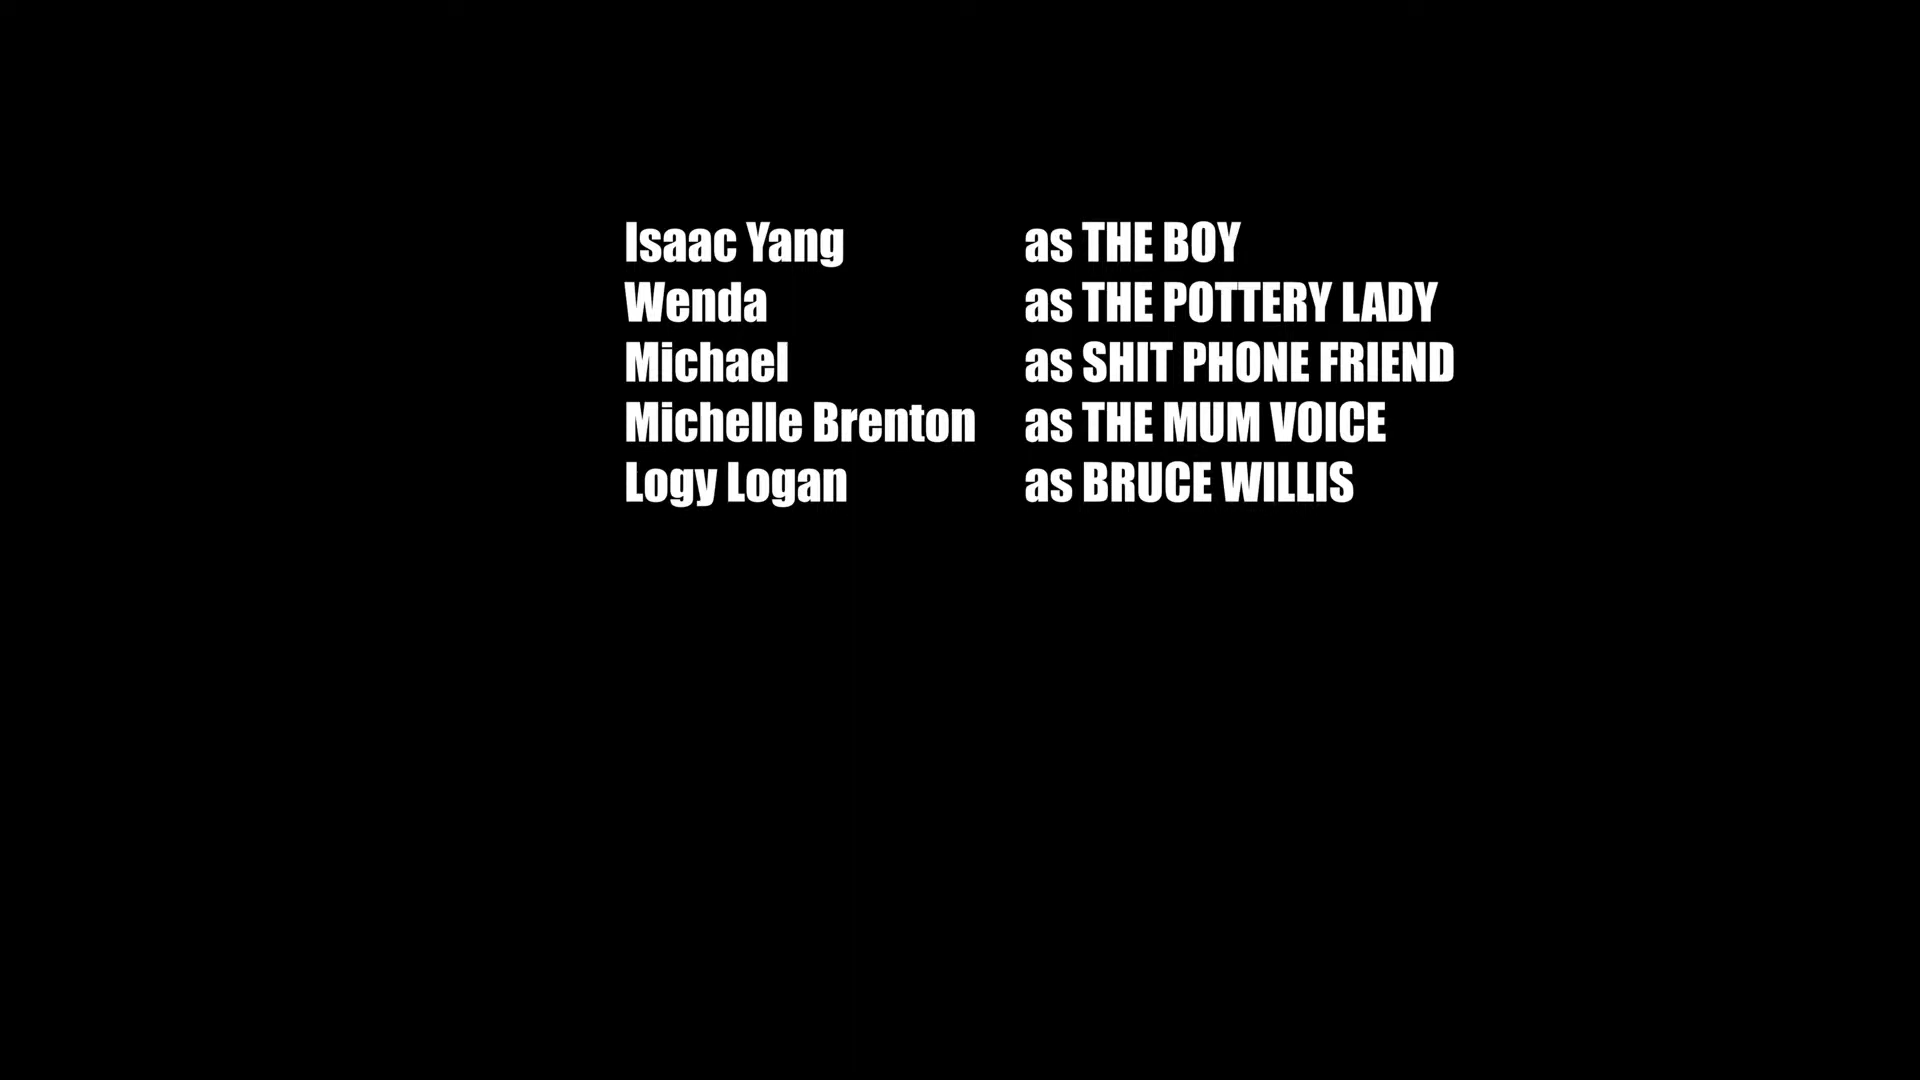 Isaac Yang as THE BOY
Wenda as THE POTTERY LADY
Michael as SHIT PHONE FRIEND
Michelle Brenton as THE MUM VOICE
Logy Logan as BRUCE WILLIS